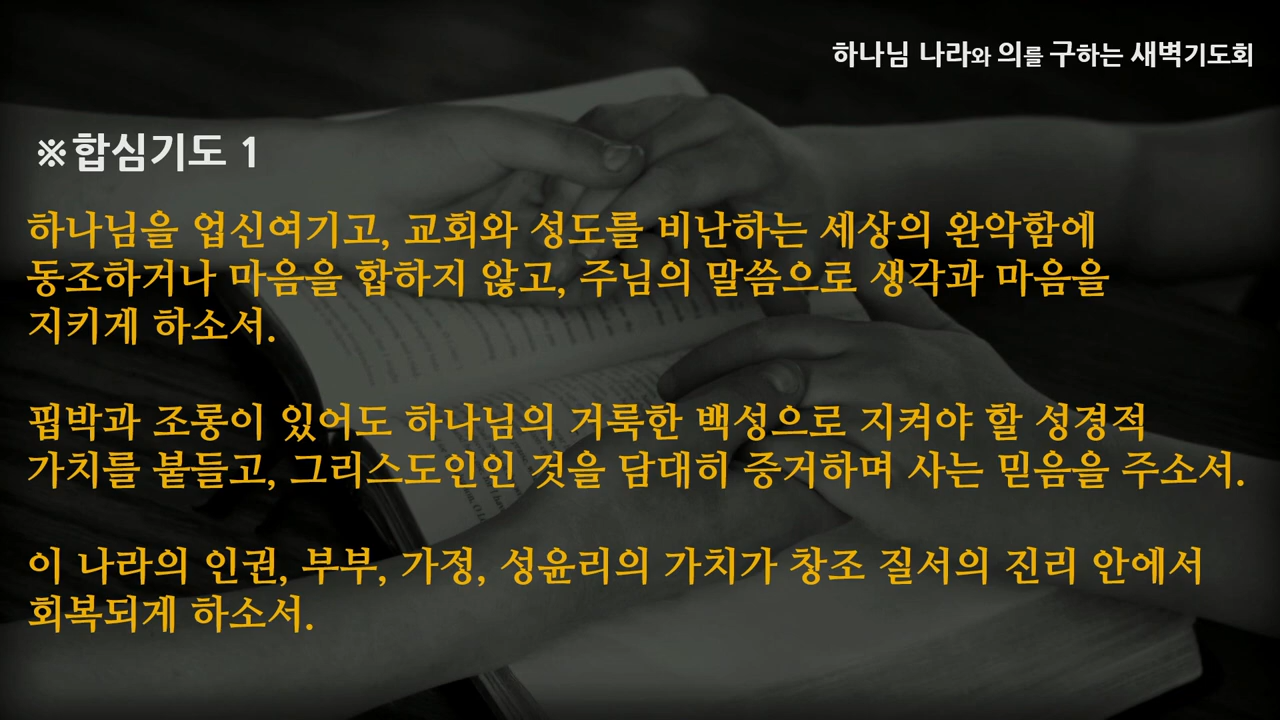 하나님 나라와 의를 구하는 새벽기도회
※합심기도 1
하나님을 업신여기고, 교회와 성도를 비난하는 세상의 완악함에
동조하거나 마음을 합하지 않고, 주님의 말씀으로 생각과 마음을
지키게 하소서.
핍박과 조롱이 있어도 하나님의 거룩한 백성으로 지켜야 할 성경적
가치를 붙들고, 그리스도인인 것을 담대히 증거하며 사는 믿음을 주소서.
이 나라의 인권, 부부, 가정, 성윤리의 가치가 창조 질서의 진리 안에서
회복되게 하소서.